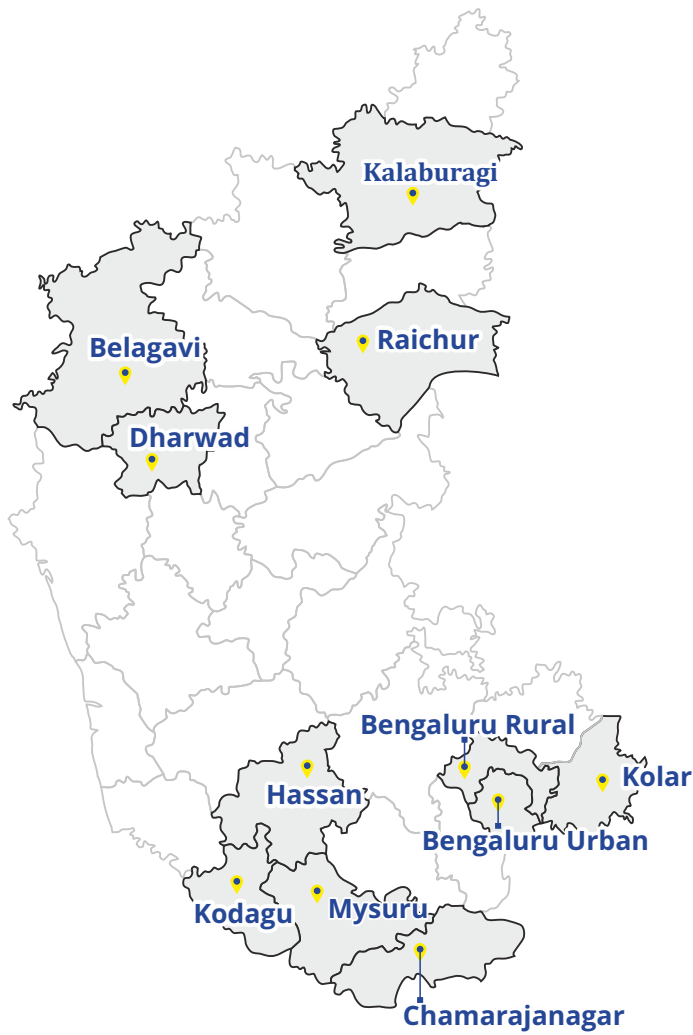 Kalaburagi
Raichur
Belagavi
Dharwad
Bengaluru Rural
Kolar
Hassan
Bengaluru Urban
Kodagu
Mysuru
Chamarajanagar